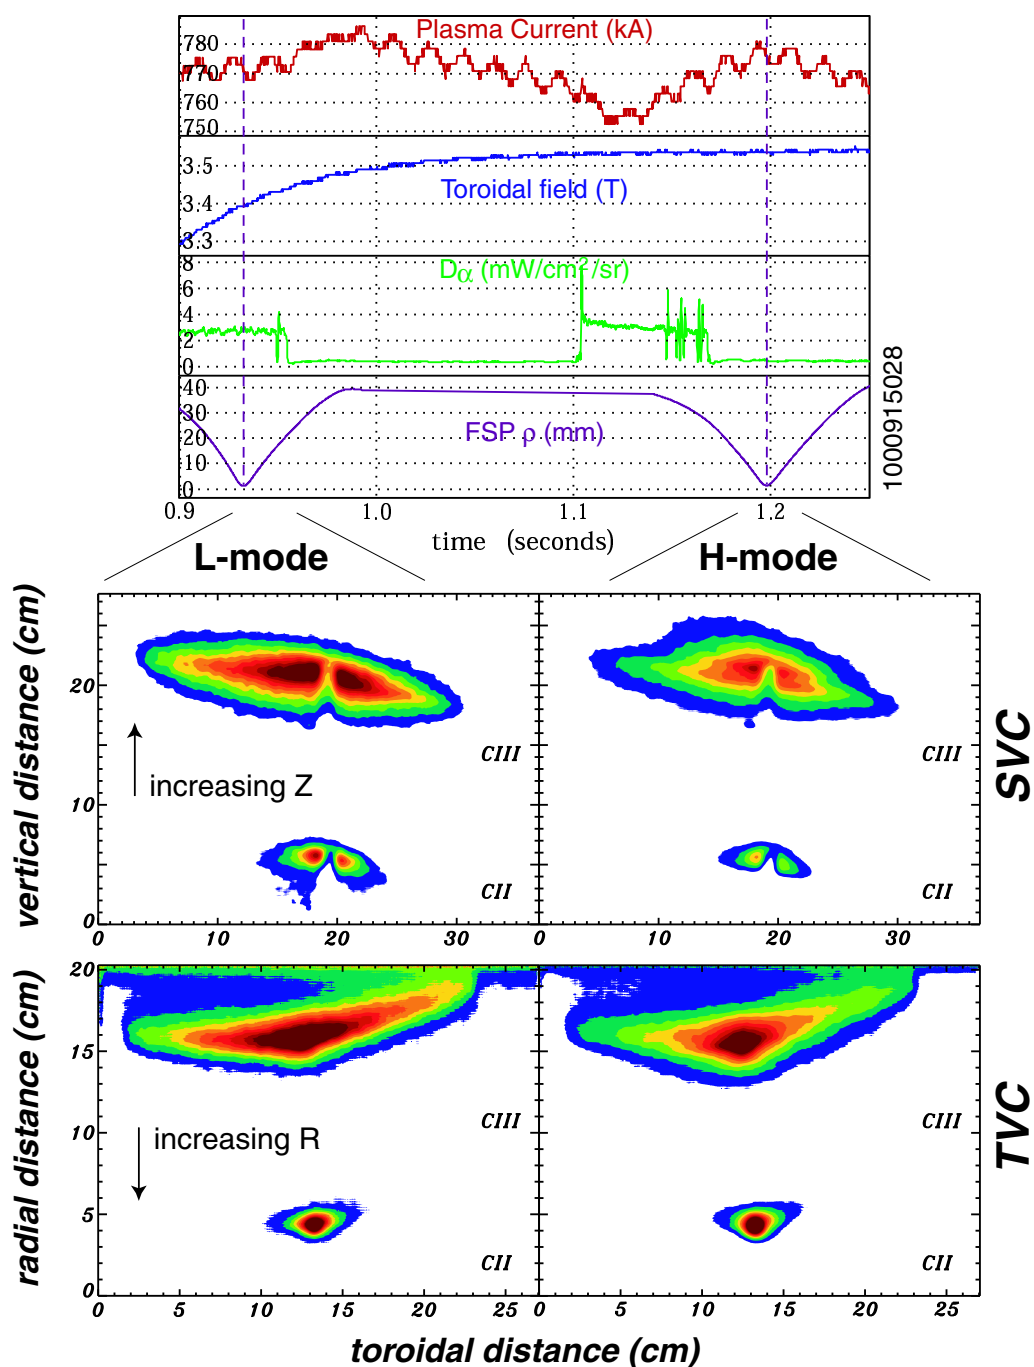 Plasma Current (kA)
780
770
760
750
Toroidal field (T)
3.5
3.4
3.3
Dα (mW/cm²/sr)
8
6
4
2
0
FSP ρ (mm)
40
30
20
10
0
0.9 1.0 1.1 1.2
time (seconds)
1000915028
L-mode H-mode
vertical distance (cm)
20
10
0
increasing Z
CIII CIII
CII CII
SVC
0 10 20 30 0 10 20 30
radial distance (cm)
20
15
10
5
0
increasing R
CIII CIII
CII CII
TVC
0 5 10 15 20 25 0 5 10 15 20 25
toroidal distance (cm)